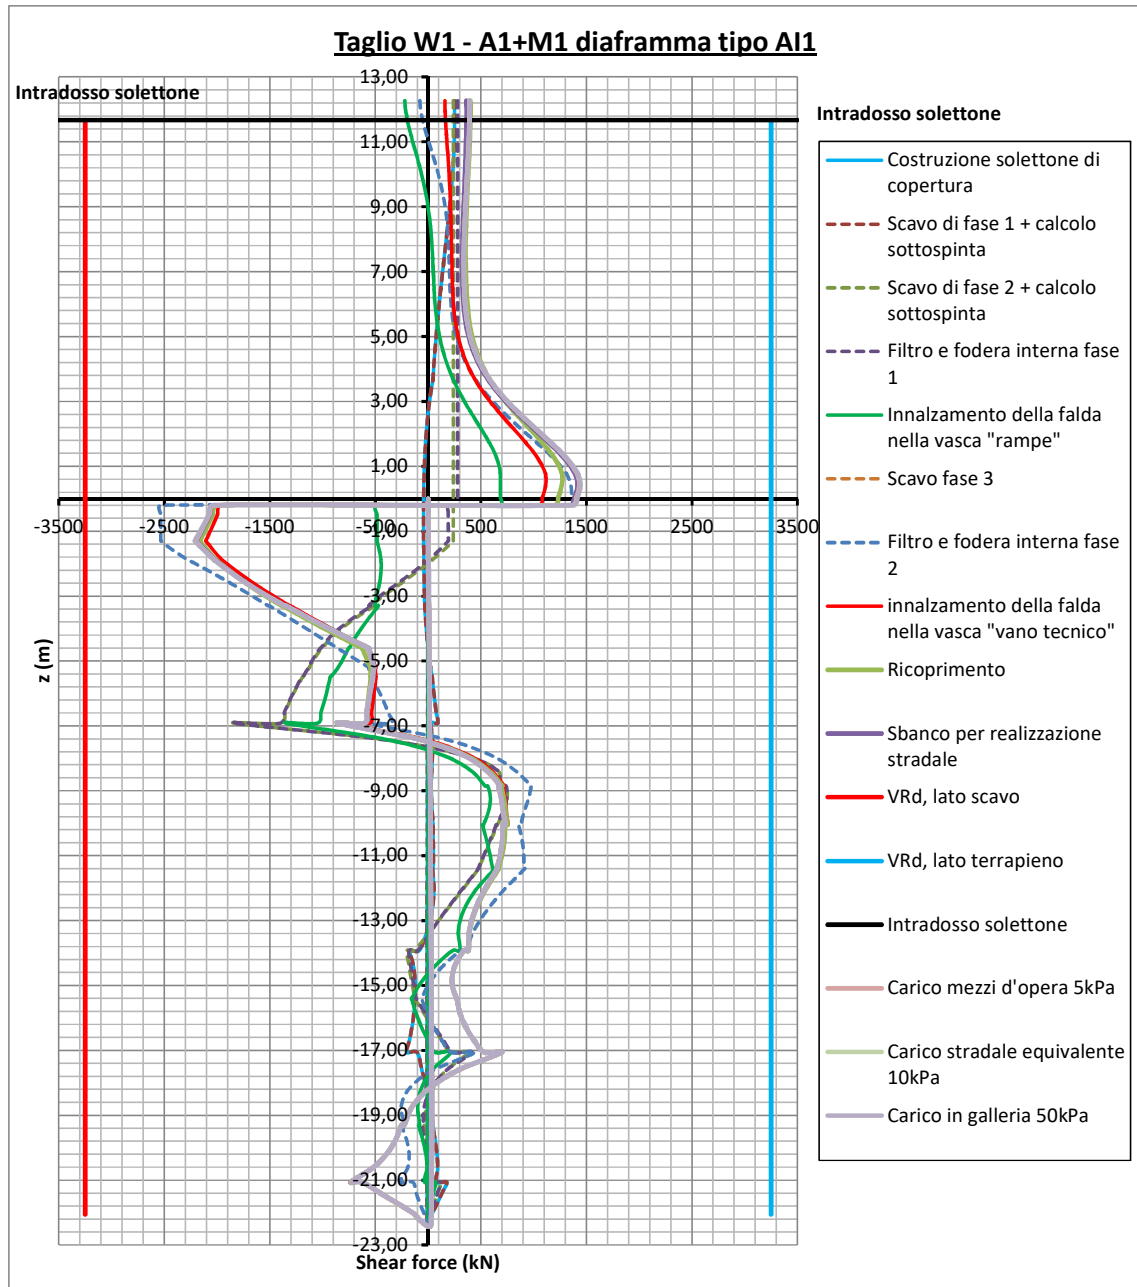 Taglio W1 - A1+M1 diaframma tipo AI1
13,00
Intradosso solettone
11,00
9,00
7,00
5,00
3,00
1,00
-3500
-2500
-1500
-500
500
1500
2500
3500
-1,00
-3,00
-5,00
-7,00
-9,00
-11,00
-13,00
-15,00
-17,00
-19,00
-21,00
-23,00
z (m)
Shear force (kN)
Intradosso solettone
Costruzione solettone di
copertura
Scavo di fase 1 + calcolo
sottospinta
Scavo di fase 2 + calcolo
sottospinta
Filtro e fodera interna fase
1
Innalzamento della falda
nella vasca "rampe"
Scavo fase 3
Filtro e fodera interna fase
2
innalzamento della falda
nella vasca "vano tecnico"
Ricoprimento
Sbanco per realizzazione
stradale
VRd, lato scavo
VRd, lato terrapieno
Intradosso solettone
Carico mezzi d'opera 5kPa
Carico stradale equivalente
10kPa
Carico in galleria 50kPa